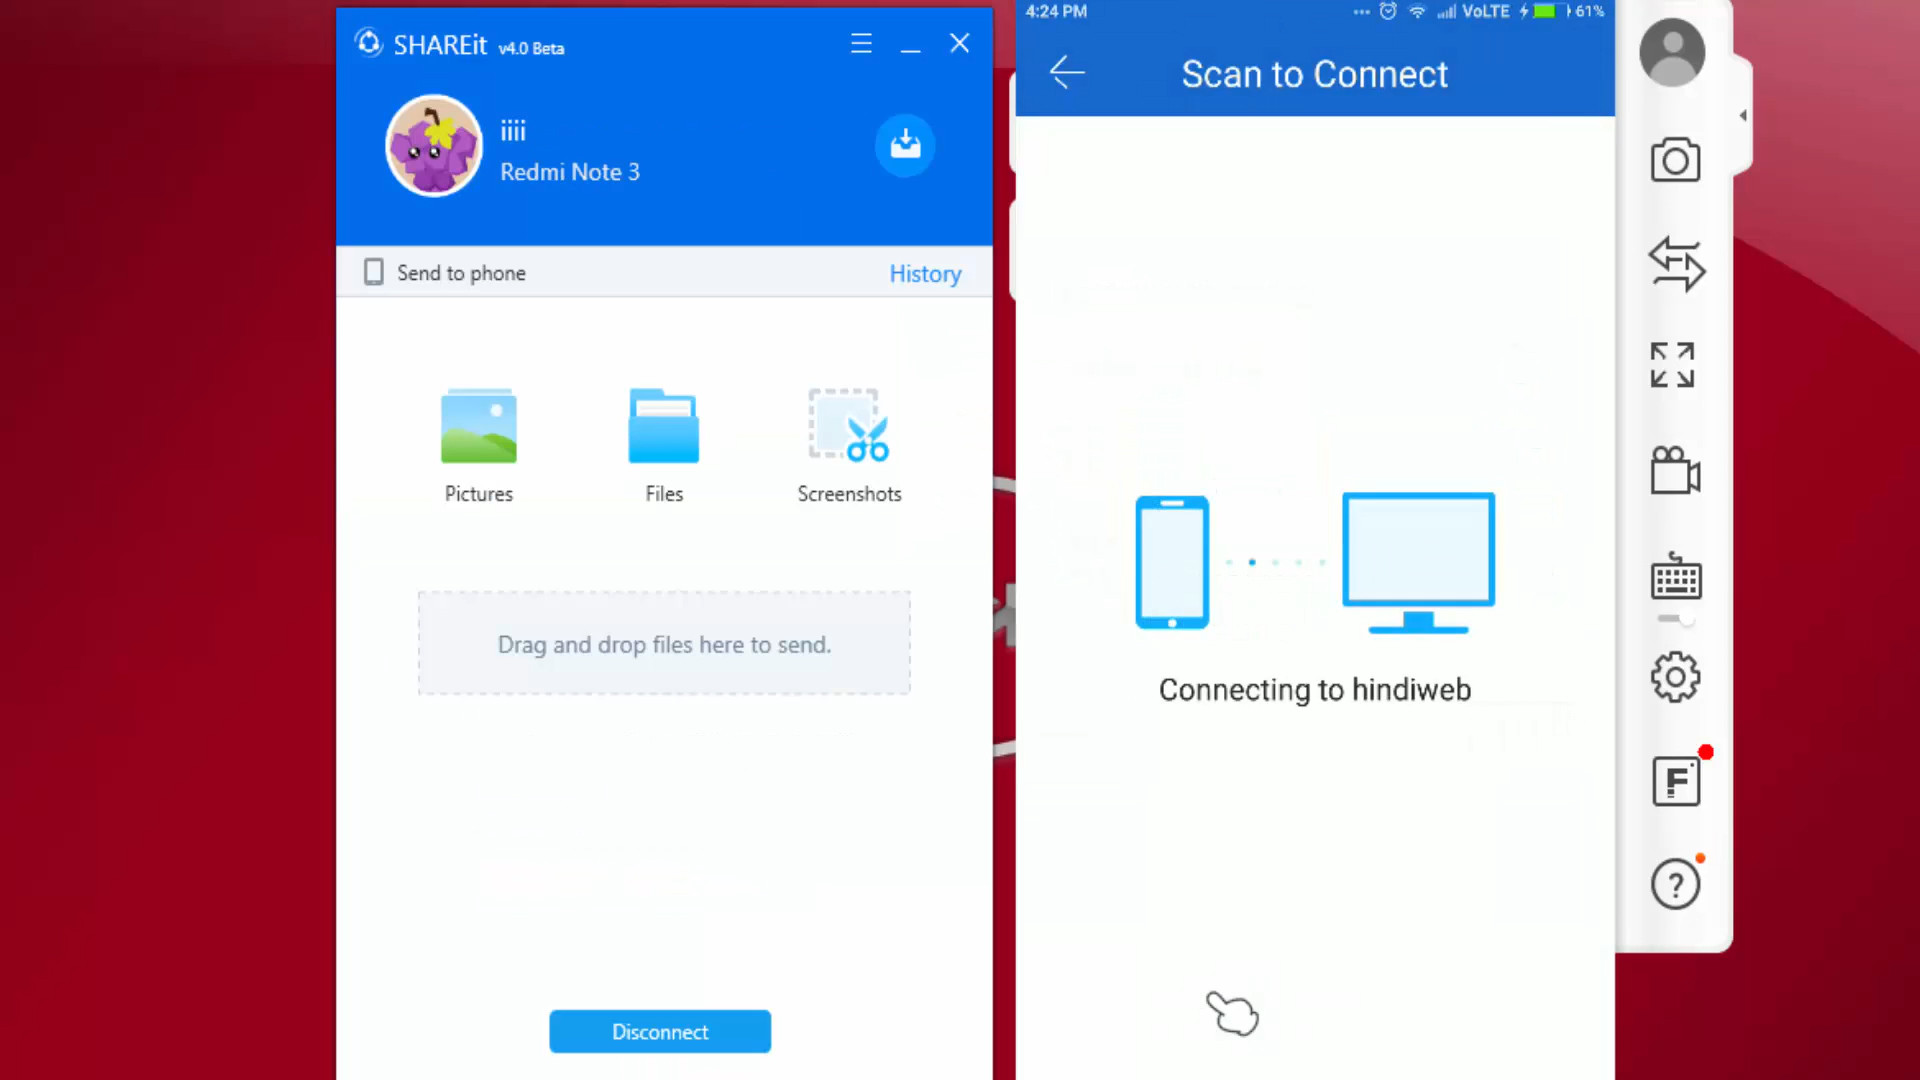 SHAREit v4.0 Beta
iiii
Redmi Note 3
Send to phone
History
Pictures
Files
Screenshots
Drag and drop files here to send.
Disconnect
4:24 PM
VoLTE
61%
Scan to Connect
Connecting to hindiweb
F
?